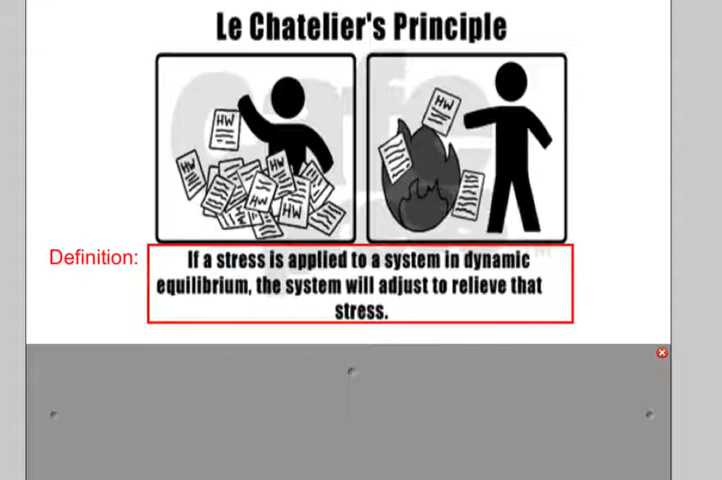 Le Chatelier's Principle
HW
HW
HW
HW
HW
HW
Definition:
If a stress is applied to a system in dynamic
equilibrium, the system will adjust to relieve that
stress.